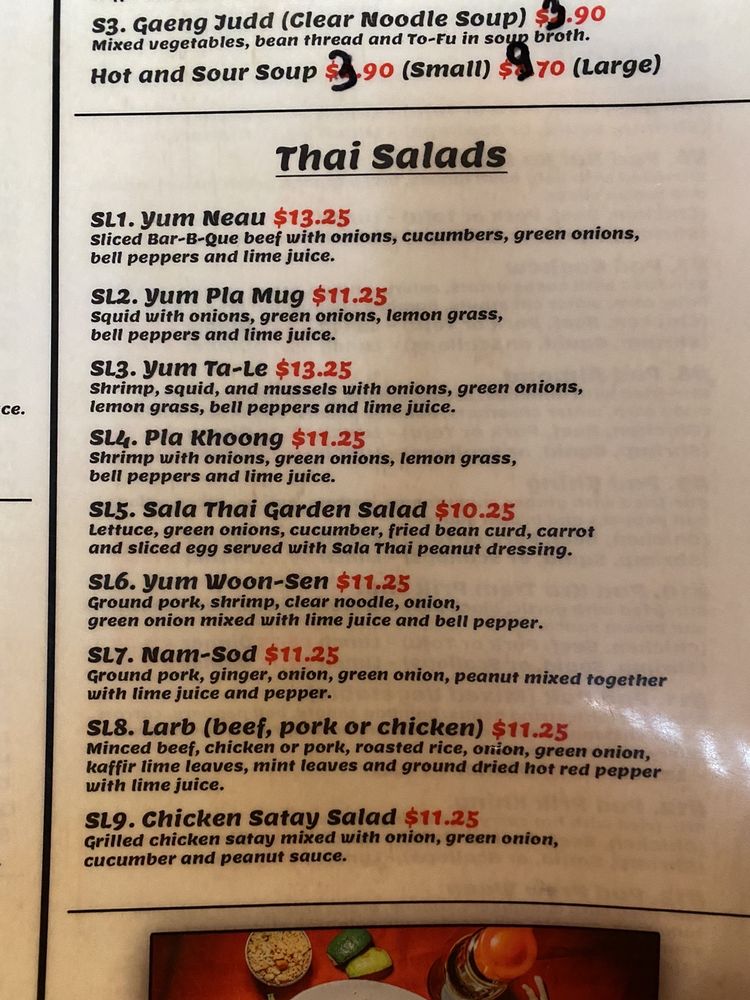 S3. Gaeng Judd (Clear Noodle Soup) $3.90
Mixed vegetables, bean thread and To-Fu in soup broth.
Hot and Sour Soup $3.90 (Small) $9.70 (Large)
Thai Salads
SL1. Yum Neau $13.25
Sliced Bar-B-Que beef with onions, cucumbers, green onions,
bell peppers and lime juice.
SL2. Yum Pla Mug $11.25
Squid with onions, green onions, lemon grass,
bell peppers and lime juice.
SL3. Yum Ta-Le $13.25
Shrimp, squid, and mussels with onions, green onions,
lemon grass, bell peppers and lime juice.
ce.
SL4. Pla Khoong $11.25
Shrimp with onions, green onions, lemon grass,
bell peppers and lime juice.
SL5. Sala Thai Garden Salad $10.25
Lettuce, green onions, cucumber, fried bean curd, carrot
and sliced egg served with Sala Thai peanut dressing.
SL6. Yum Woon-Sen $11.25
Ground pork, shrimp, clear noodle, onion,
green onion mixed with lime juice and bell pepper.
SL7. Nam-Sod $11.25
Ground pork, ginger, onion, green onion, peanut mixed together
with lime juice and pepper.
SL8. Larb (beef, pork or chicken) $11.25
Minced beef, chicken or pork, roasted rice, onion, green onion,
kaffir lime leaves, mint leaves and ground dried hot red pepper
with lime juice.
SL9. Chicken Satay Salad $11.25
Grilled chicken satay mixed with onion, green onion,
cucumber and peanut sauce.